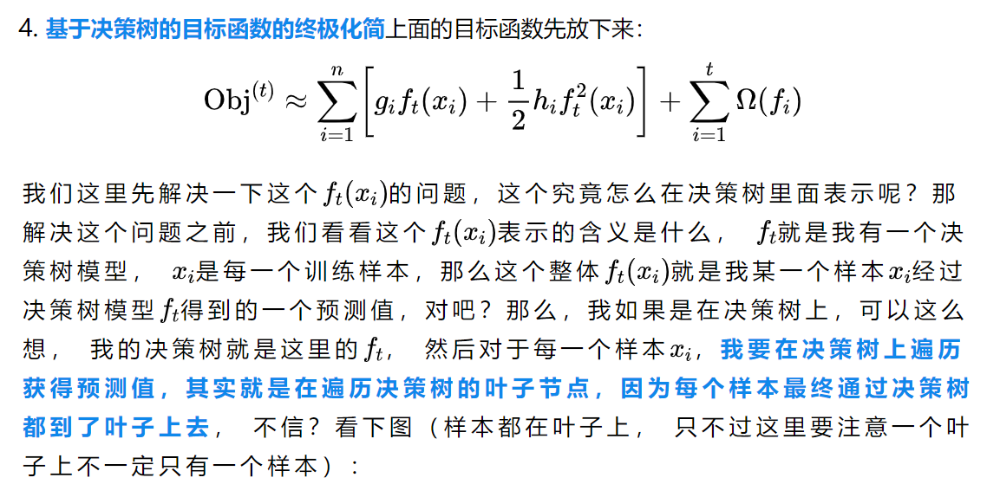 4. 基于决策树的目标函数的终极化简上面的目标函数先放下来：
Obj^{(t)} ≈ \sum_{i=1}^{n} [g_i f_t(x_i) + \frac{1}{2} h_i f_t^2(x_i)] + \sum_{i=1}^{t} Ω(f_i)
我们这里先解决一下这个 f_t(x_i)的问题，这个究竟怎么在决策树里面表示呢？那
解决这个问题之前，我们看看这个 f_t(x_i)表示的含义是什么， f_t就是我有一个决
策树模型， x_i是每一个训练样本，那么这个整体 f_t(x_i)就是我某一个样本 x_i经过
决策树模型 f_t得到的一个预测值，对吧？那么，我如果是在决策树上，可以这么
想， 我的决策树就是这里的 f_t， 然后对于每一个样本 x_i，我要在决策树上遍历
获得预测值，其实就是在遍历决策树的叶子节点，因为每个样本最终通过决策树
都到了叶子上去， 不信？看下图（样本都在叶子上， 只不过这里要注意一个叶
子上不一定只有一个样本）：